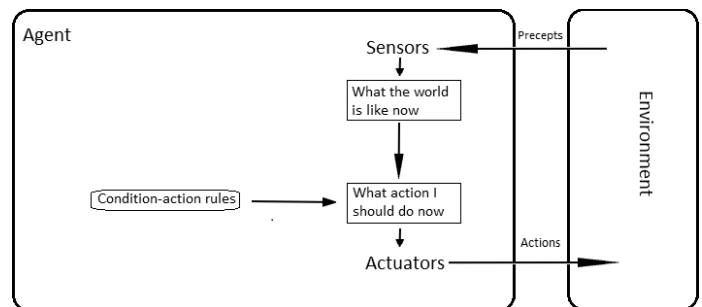 Agent
Sensors
Precepts
What the world
is like now
Environment
Condition-action rules
What action I
should do now
Actuators
Actions